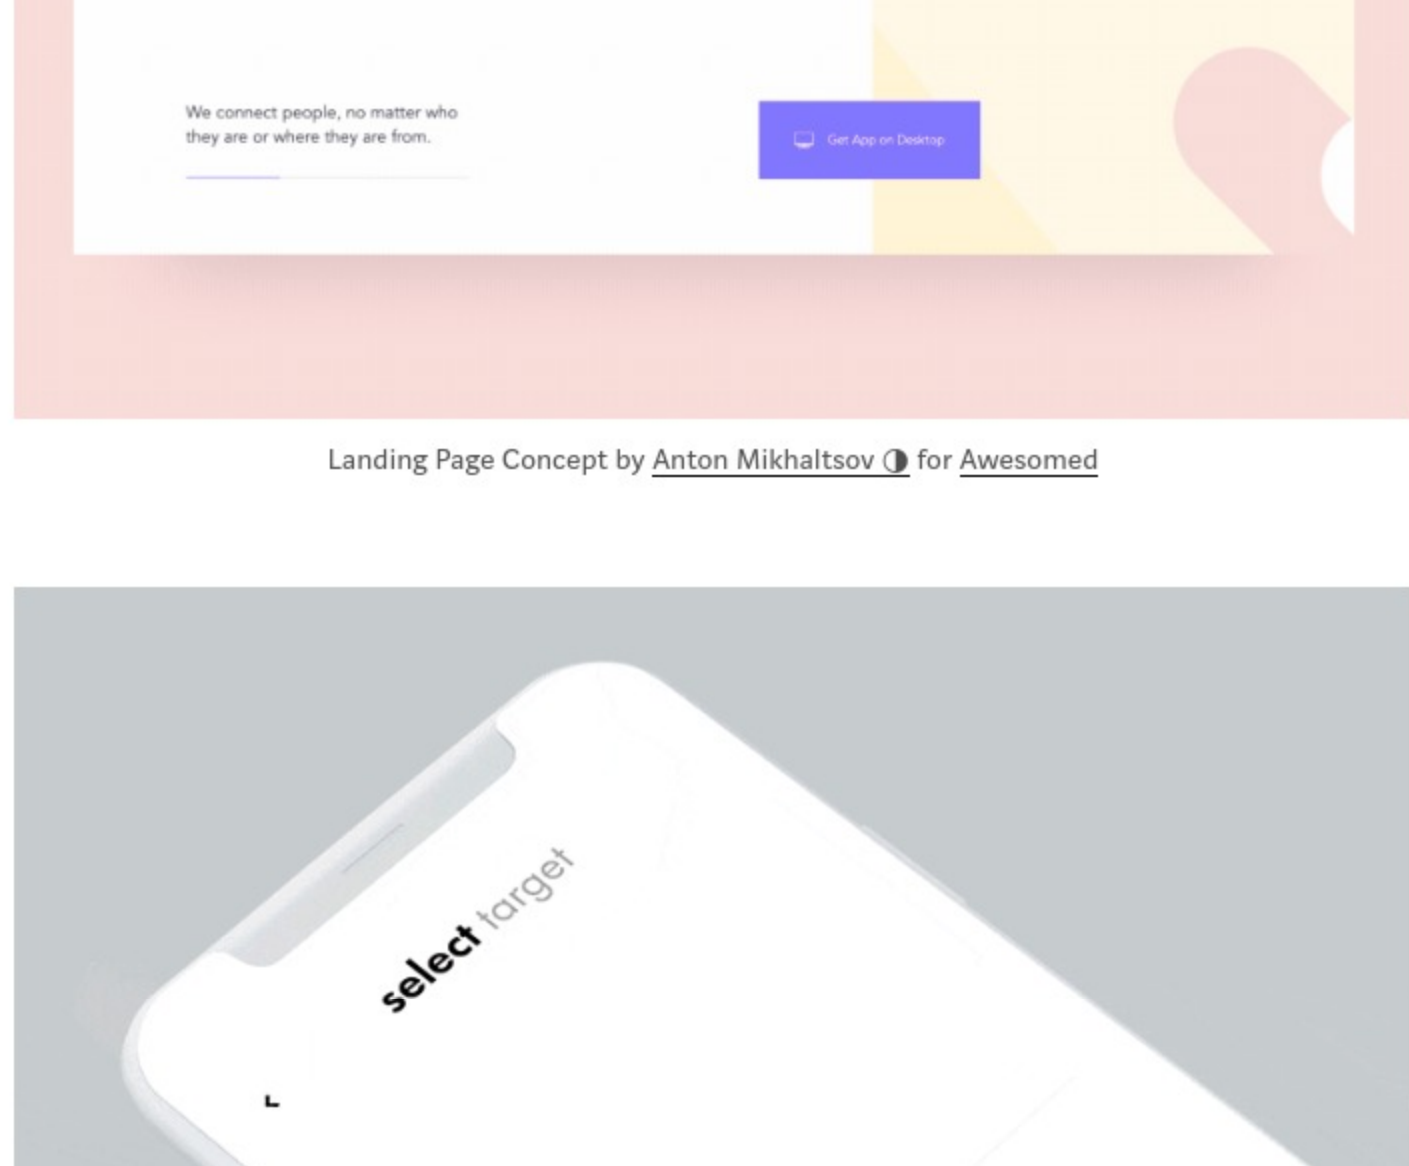 We connect people, no matter who
they are or where they are from.
Get App on Desktop
Landing Page Concept by Anton Mikhaltsov ◑ for Awesomed
select target